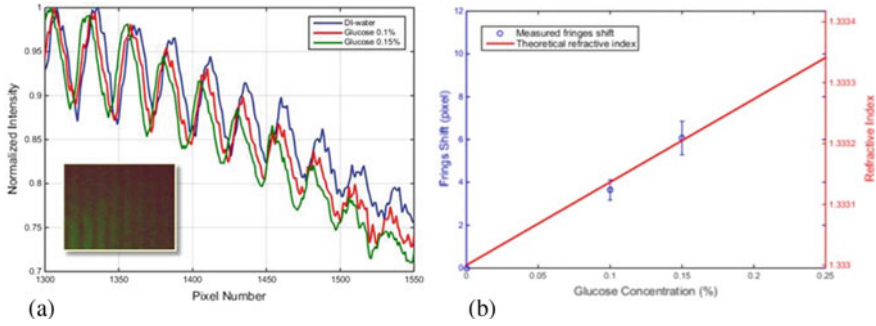 DI-water
Glucose 0.1%
Glucose 0.15%
1
0.95
0.9
0.85
0.8
0.75
0.7
Normalized Intensity
1300
1350
1400
1450
1500
1550
Pixel Number
(a)
Measured fringes shift
Theoretical refractive index
12
10
8
6
4
2
0
Frings Shift (pixel)
1.3334
1.3333
1.3332
1.3331
1.333
Refractive Index
0
0.05
0.1
0.15
0.2
0.25
Glucose Concentration (%)
(b)